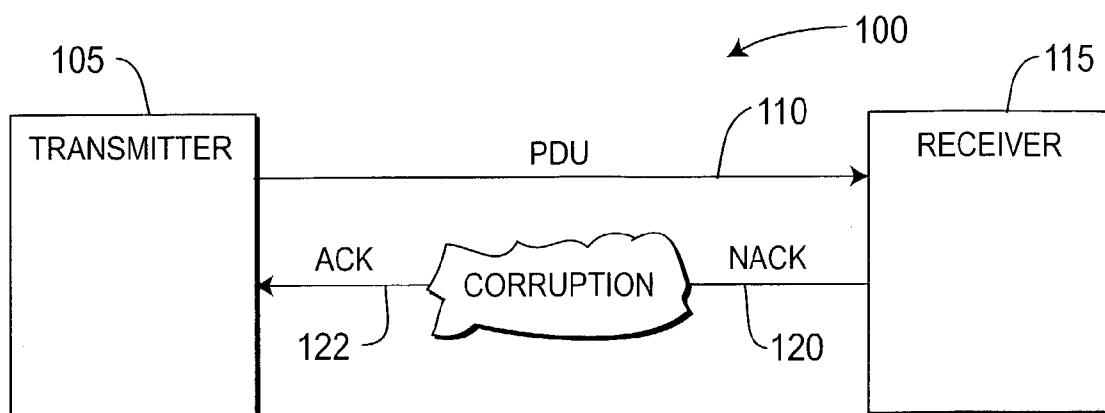 100
105
115
110
TRANSMITTER
PDU
RECEIVER
ACK
CORRUPTION
NACK
122
120